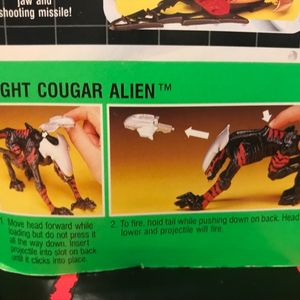 jaw and
shooting missile!
GHT COUGAR ALIEN™
1. Move head forward while
loading but do not press it
all the way down. Insert
projectile into slot on back
until it clicks into place.
2. To fire, hold tail while pushing down on back. Head
lower and projectile will fire.